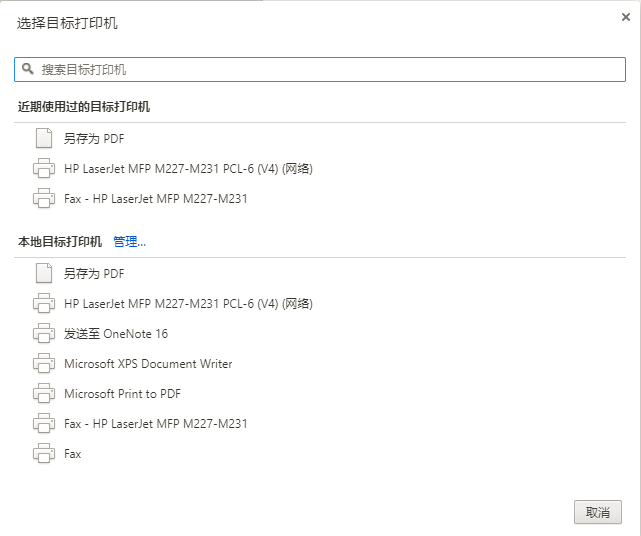 选择目标打印机
搜索目标打印机
近期使用过的目标打印机
另存为 PDF
HP LaserJet MFP M227-M231 PCL-6 (V4) (网络)
Fax - HP LaserJet MFP M227-M231
本地目标打印机 管理...
另存为 PDF
HP LaserJet MFP M227-M231 PCL-6 (V4) (网络)
发送至 OneNote 16
Microsoft XPS Document Writer
Microsoft Print to PDF
Fax - HP LaserJet MFP M227-M231
Fax
取消